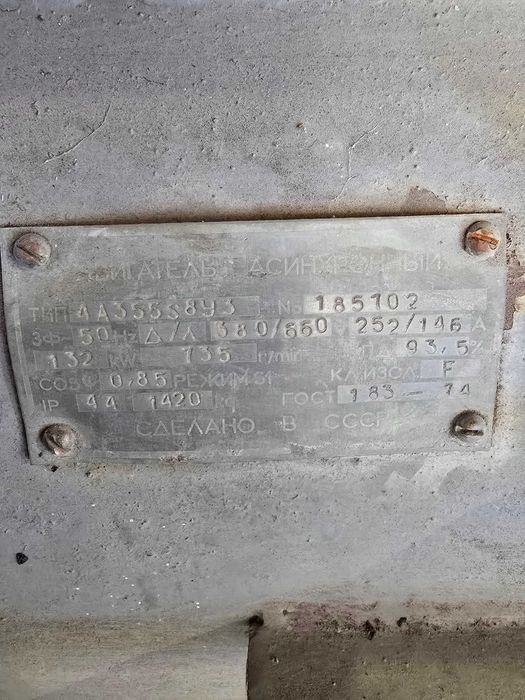 ДВИГАТЕЛЬ АСИНХРОННЫЙ
ТИП 4А355S8У3 № 185102
3Ф~ 50 Hz Δ/⅄ 380/660 252/146 А
132 kW 735 r/min КПД 93,5%
COSφ 0,85 РЕЖИМ S1 КЛ.ИЗОЛ. F
IP 44 1420 кг ГОСТ 183-74
СДЕЛАНО В СССР